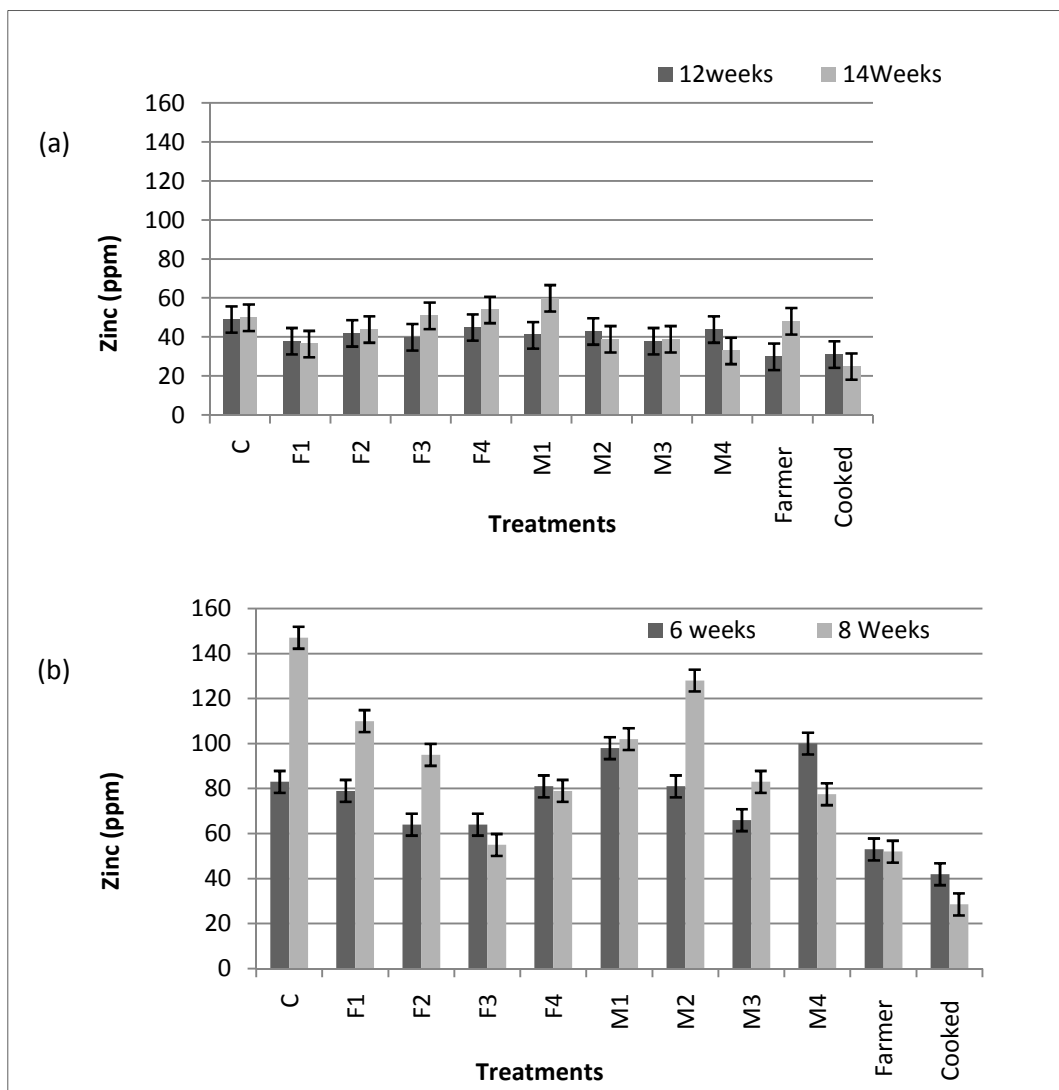 12weeks 14Weeks
(a)
Zinc (ppm)
160
140
120
100
80
60
40
20
0
C F1 F2 F3 F4 M1 M2 M3 M4 Farmer Cooked
Treatments
6 weeks 8 Weeks
(b)
Zinc (ppm)
160
140
120
100
80
60
40
20
0
C F1 F2 F3 F4 M1 M2 M3 M4 Farmer Cooked
Treatments